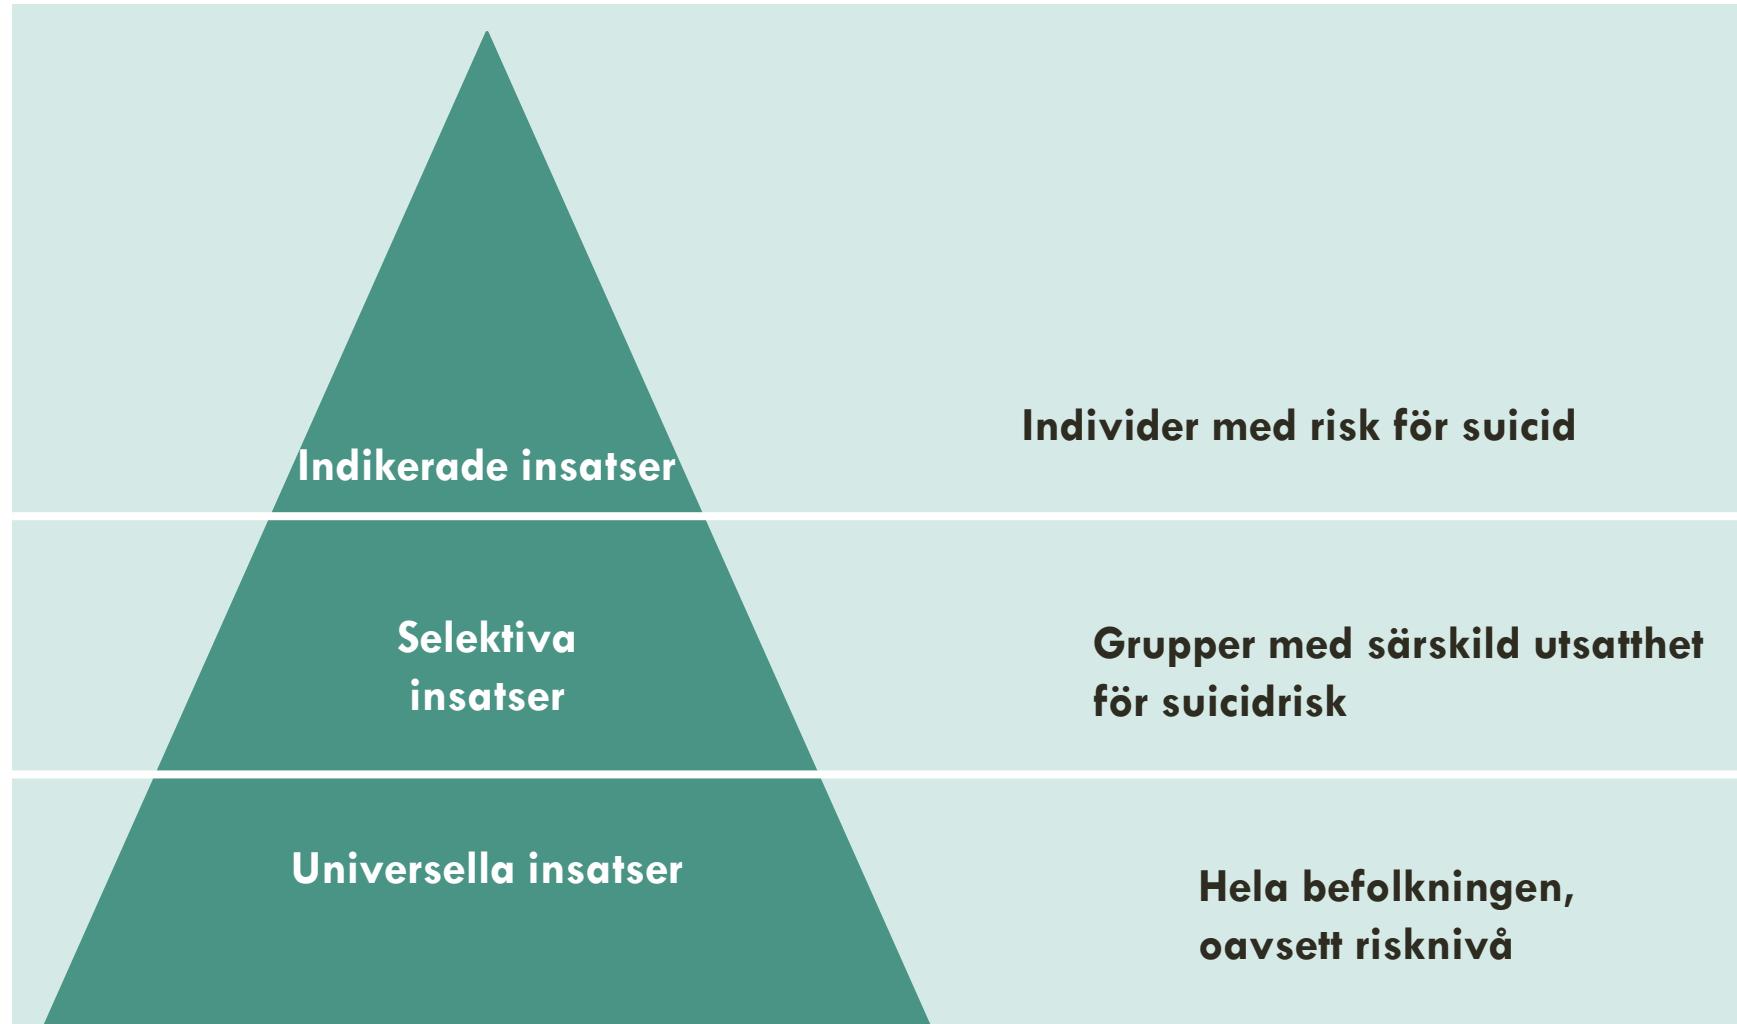 Individer med risk för suicid
Indikerade insatser
Selektiva
insatser
Grupper med särskild utsatthet
för suicidrisk
Universella insatser
Hela befolkningen,
oavsett risknivå